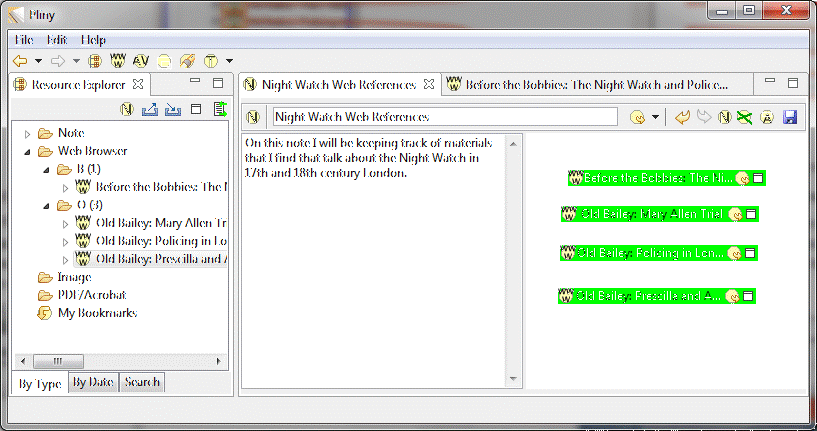 Pliny
File Edit Help
Resource Explorer
Night Watch Web References
Before the Bobbies: The Night Watch and Police...
Night Watch Web References
Note
Web Browser
B (1)
Before the Bobbies: The N
O (3)
Old Bailey: Mary Allen Tri
Old Bailey: Policing in Lo
Old Bailey: Prescilla and A
Image
PDF/Acrobat
My Bookmarks
By Type By Date Search
On this note I will be keeping track of materials
that I find that talk about the Night Watch in
17th and 18th century London.
Before the Bobbies: The Ni...
Old Bailey: Mary Allen Trial
Old Bailey: Policing in Lon...
Old Bailey: Prescilla and A...